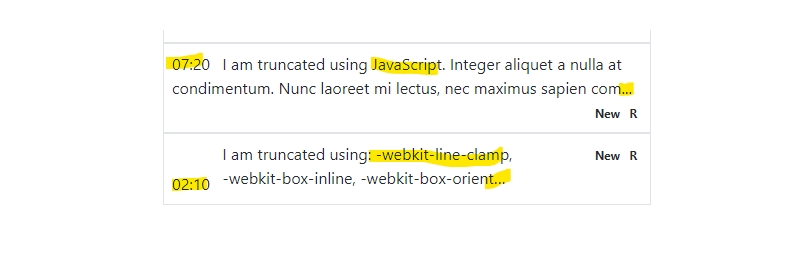 07:20 I am truncated using JavaScript. Integer aliquet a nulla at
condimentum. Nunc laoreet mi lectus, nec maximus sapien com...
New R
I am truncated using: -webkit-line-clamp, New R
02:10 -webkit-box-inline, -webkit-box-orient...